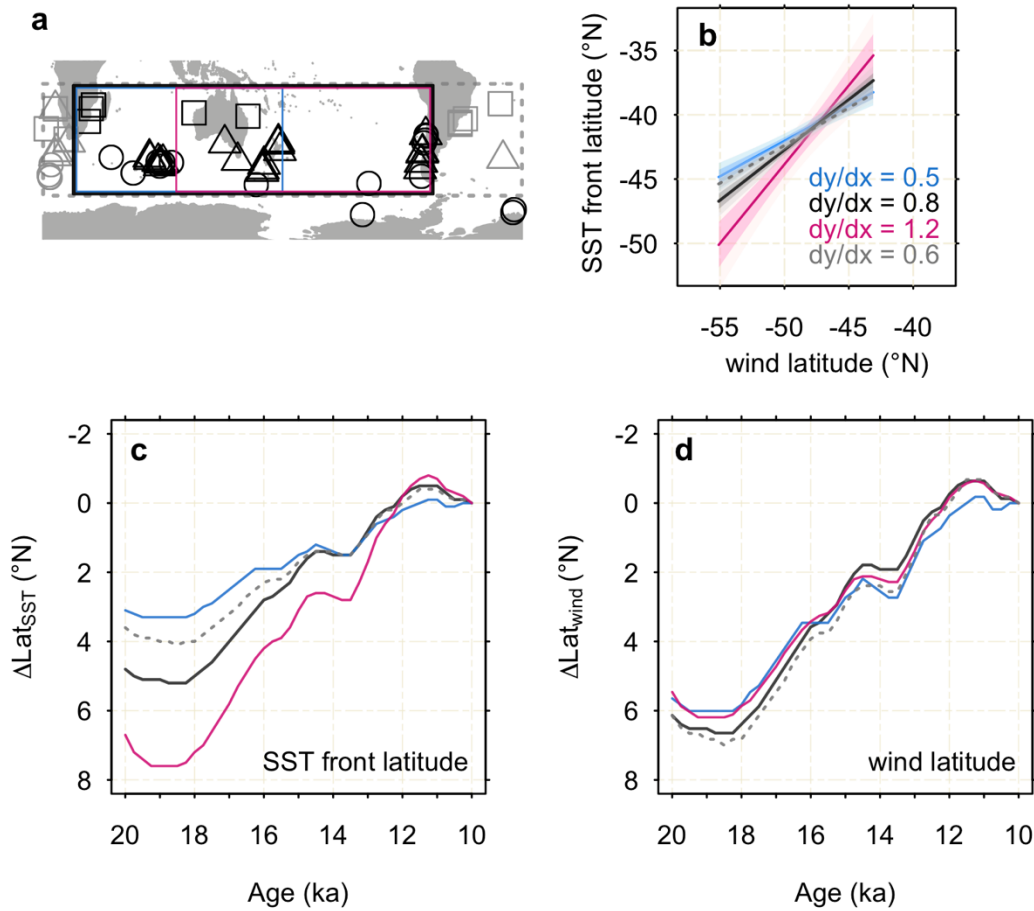 a
b
SST front latitude (°N)
-35
-40
-45
-50
dy/dx = 0.5
dy/dx = 0.8
dy/dx = 1.2
dy/dx = 0.6
-55 -50 -45 -40
wind latitude (°N)
c
ΔLatSST (°N)
-2
0
2
4
6
8
SST front latitude
20 18 16 14 12 10
Age (ka)
d
ΔLatwind (°N)
-2
0
2
4
6
8
wind latitude
20 18 16 14 12 10
Age (ka)